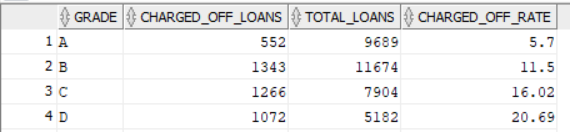 GRADE CHARGED_OFF_LOANS TOTAL_LOANS CHARGED_OFF_RATE
1 A 552 9689 5.7
2 B 1343 11674 11.5
3 C 1266 7904 16.02
4 D 1072 5182 20.69